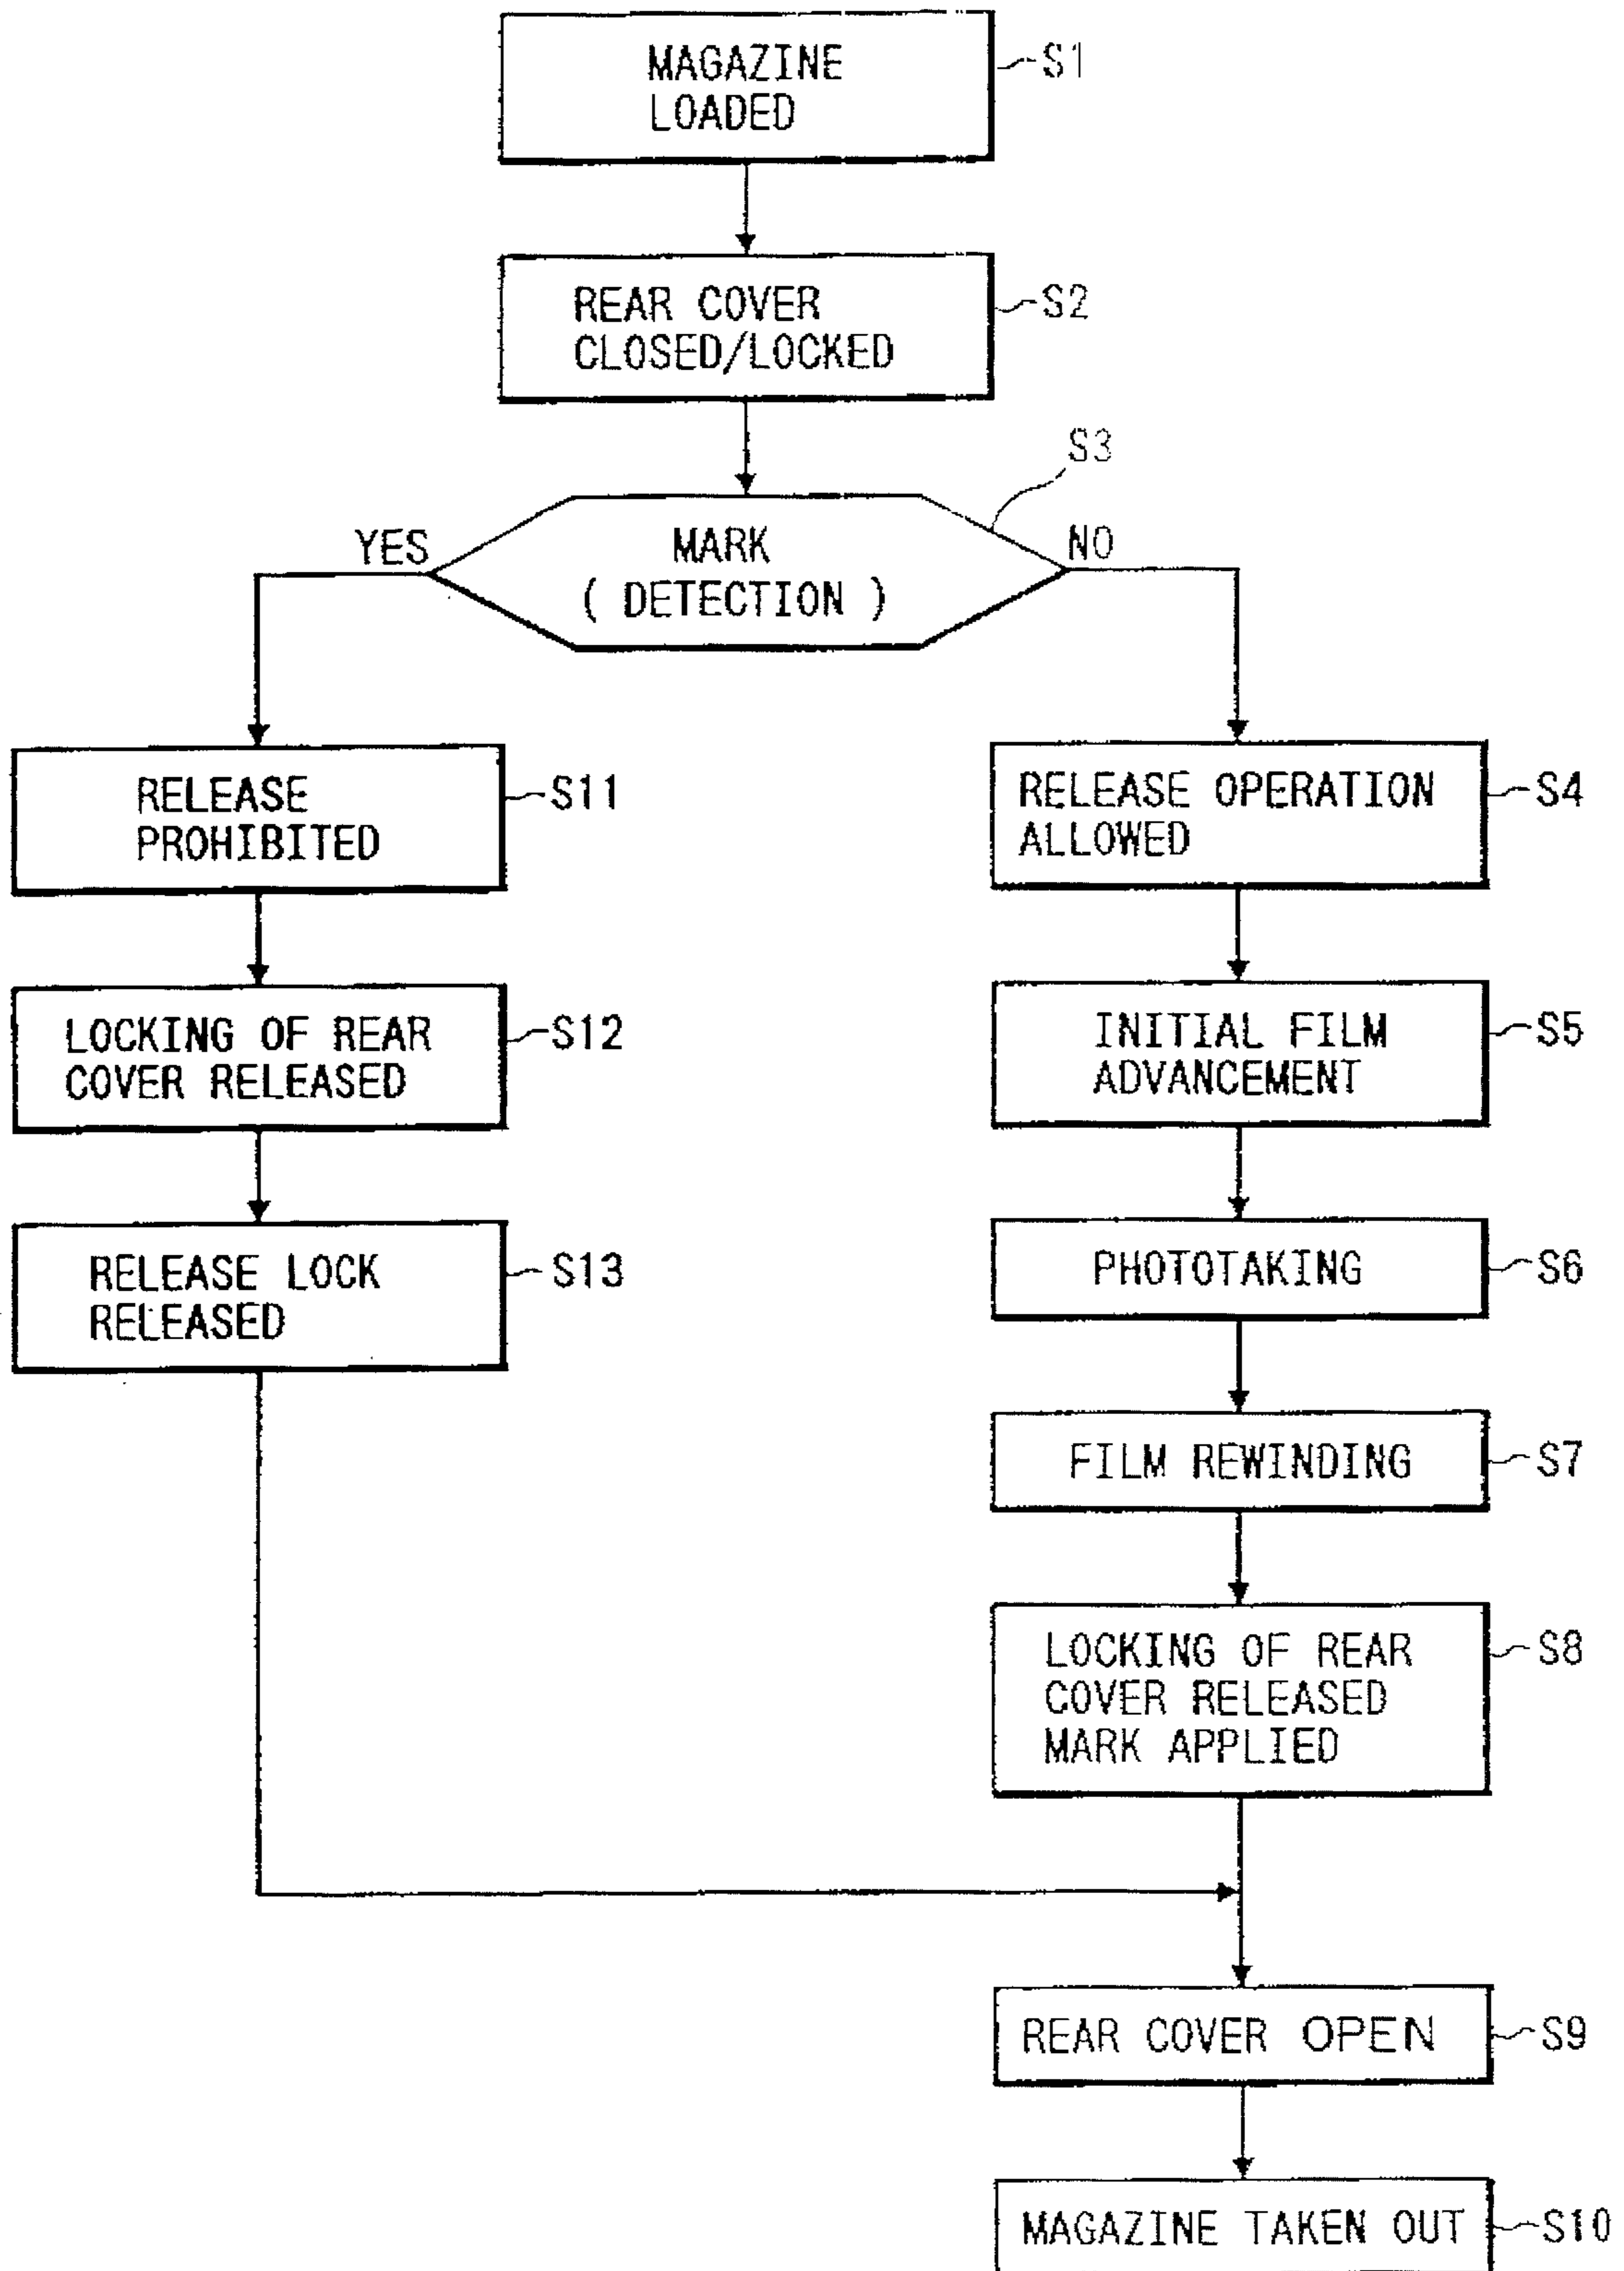 MAGAZINE
LOADED
S1
REAR COVER
CLOSED/LOCKED
S2
S3
YES
MARK
( DETECTION )
NO
RELEASE
PROHIBITED
S11
RELEASE OPERATION
ALLOWED
S4
LOCKING OF REAR
COVER RELEASED
S12
INITIAL FILM
ADVANCEMENT
S5
RELEASE LOCK
RELEASED
S13
PHOTOTAKING
S6
FILM REWINDING
S7
LOCKING OF REAR
COVER RELEASED
MARK APPLIED
S8
REAR COVER OPEN
S9
MAGAZINE TAKEN OUT
S10